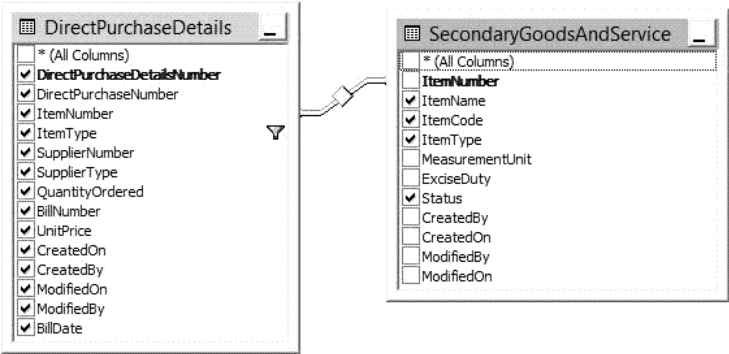 DirectPurchaseDetails
* (All Columns)
DirectPurchaseDetailsNumber
DirectPurchaseNumber
ItemNumber
ItemType
SupplierNumber
SupplierType
QuantityOrdered
BillNumber
UnitPrice
CreatedOn
CreatedBy
ModifiedOn
ModifiedBy
BillDate
SecondaryGoodsAndService
* (All Columns)
ItemNumber
ItemName
ItemCode
ItemType
MeasurementUnit
ExciseDuty
Status
CreatedBy
CreatedOn
ModifiedBy
ModifiedOn